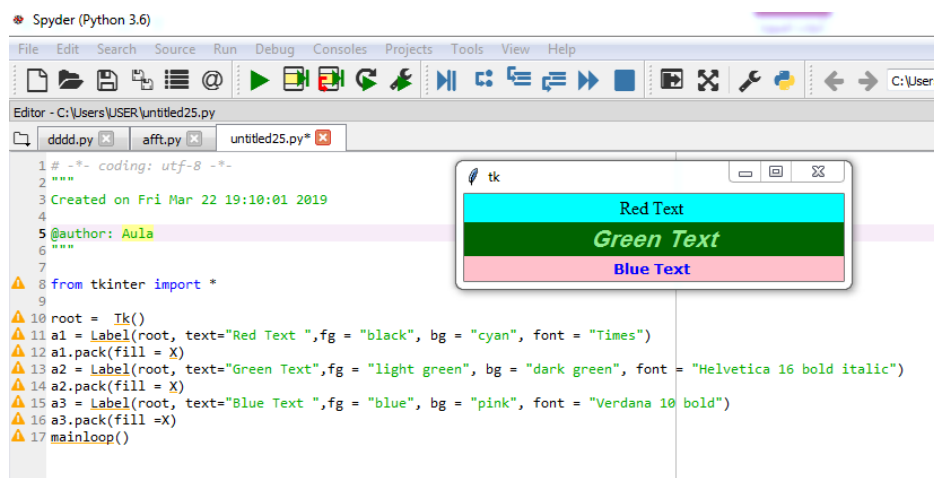 Spyder (Python 3.6)
File Edit Search Source Run Debug Consoles Projects Tools View Help
C:\User
Editor - C:\Users\USER\untitled25.py
dddd.py afft.py untitled25.py*
1 # -*- coding: utf-8 -*-
2 """
3 Created on Fri Mar 22 19:10:01 2019
4
5 @author: Aula
6 """
7
8 from tkinter import *
9
10 root =  Tk()
11 a1 = Label(root, text="Red Text ",fg = "black", bg = "cyan", font = "Times")
12 a1.pack(fill = X)
13 a2 = Label(root, text="Green Text",fg = "light green", bg = "dark green", font = "Helvetica 16 bold italic")
14 a2.pack(fill = X)
15 a3 = Label(root, text="Blue Text ",fg = "blue", bg = "pink", font = "Verdana 10 bold")
16 a3.pack(fill =X)
17 mainloop()
tk
Red Text
Green Text
Blue Text